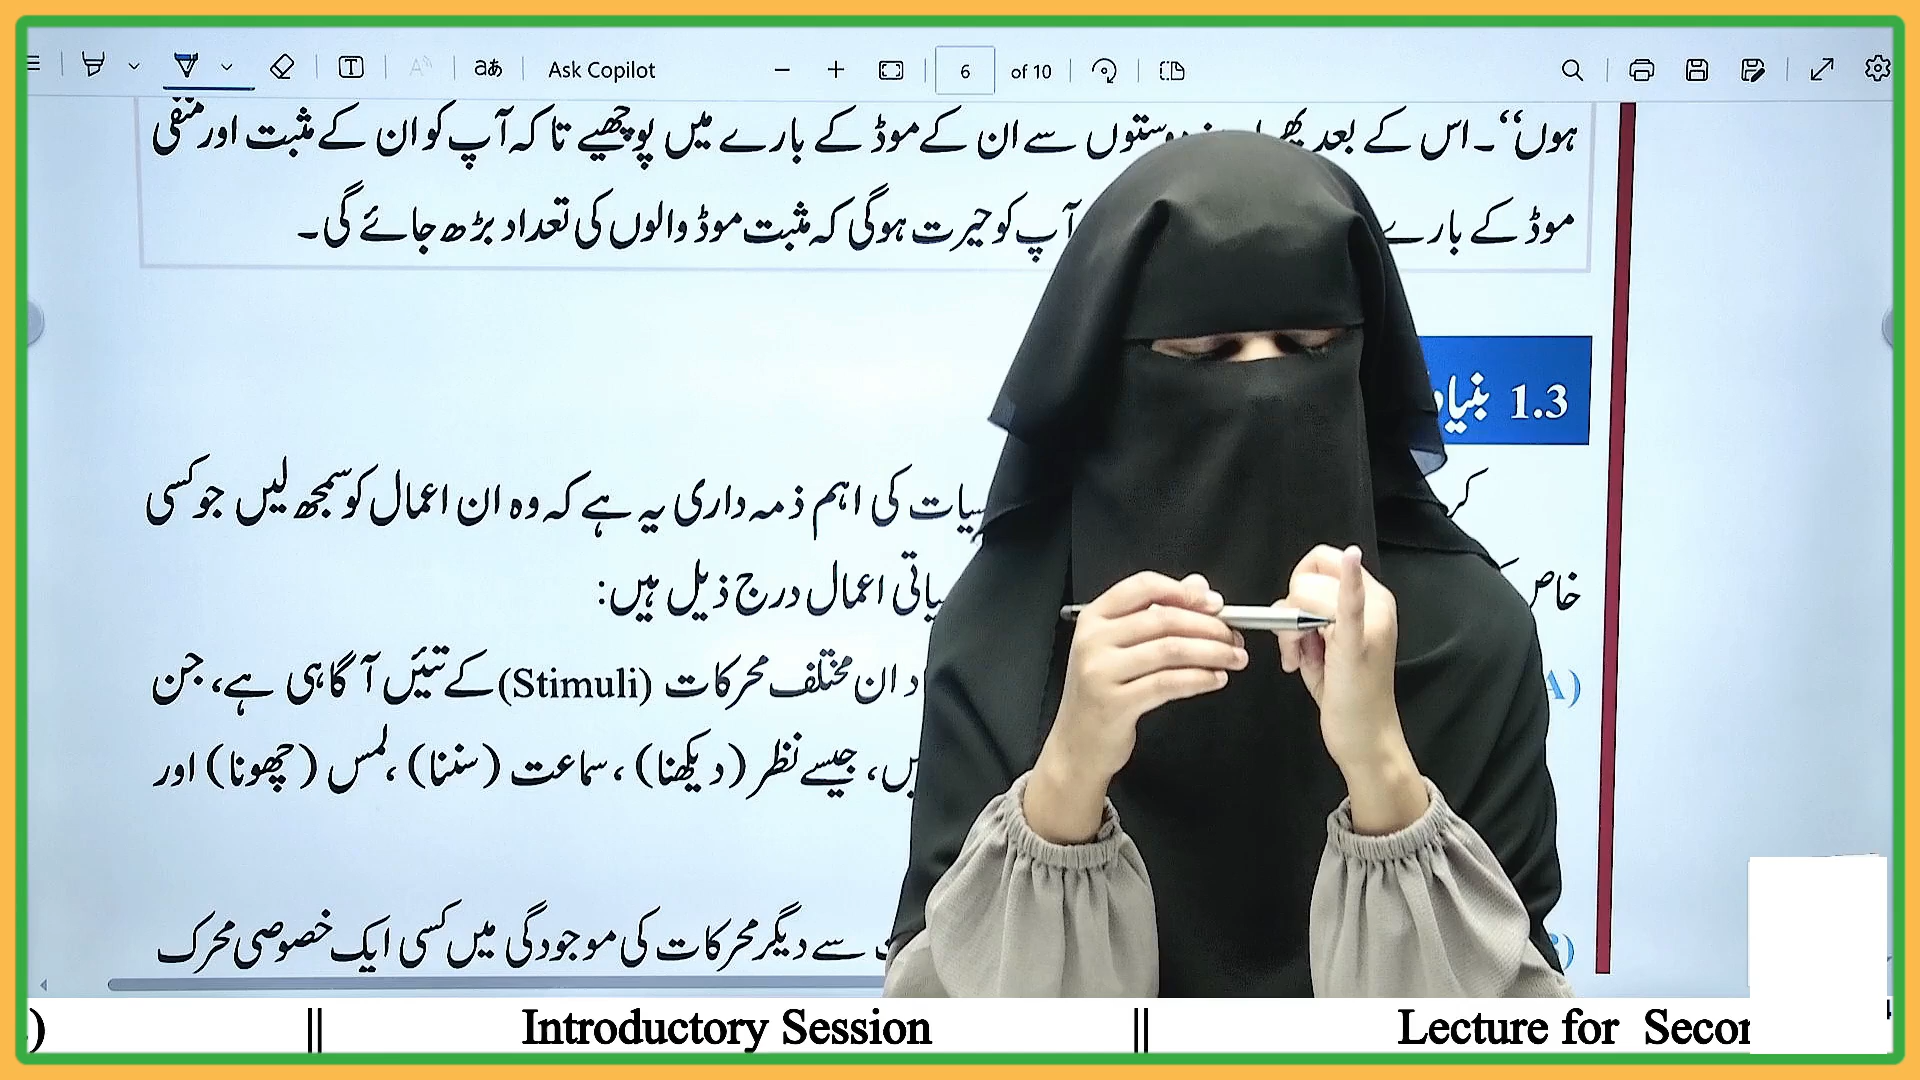 Ask Copilot 6 of 10
ہوں“۔ اس کے بعد دوستوں سے ان کے موڈ کے بارے میں پوچھیے تاکہ آپ کو ان کے مثبت اور منفی
موڈ کے بارے آپ کو حیرت ہوگی کہ مثبت موڈ والوں کی تعداد بڑھ جائے گی۔
1.3
کی اہم ذمہ داری یہ ہے کہ وہ ان اعمال کو سمجھ لیں جو کسی
خاص اعمال درج ذیل ہیں:
ان مختلف محرکات (Stimuli) کے تئیں آگاہی ہے، جن
جیسے نظر (دیکھنا)، سماعت (سننا)، لمس (چھونا) اور
سے دیگر محرکات کی موجودگی میں کسی ایک خصوصی محرک
|| Introductory Session || Lecture for